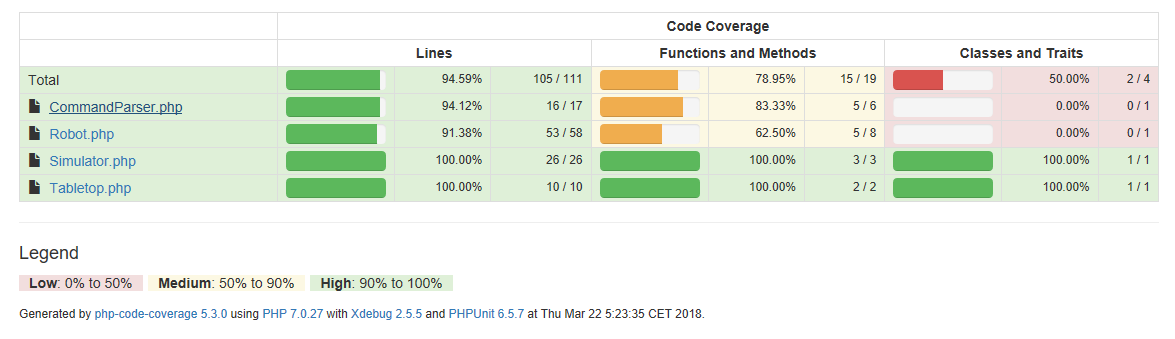 Code Coverage
Lines Functions and Methods Classes and Traits
Total 94.59% 105 / 111 78.95% 15 / 19 50.00% 2 / 4
CommandParser.php 94.12% 16 / 17 83.33% 5 / 6 0.00% 0 / 1
Robot.php 91.38% 53 / 58 62.50% 5 / 8 0.00% 0 / 1
Simulator.php 100.00% 26 / 26 100.00% 3 / 3 100.00% 1 / 1
Tabletop.php 100.00% 10 / 10 100.00% 2 / 2 100.00% 1 / 1
Legend
Low: 0% to 50% Medium: 50% to 90% High: 90% to 100%
Generated by php-code-coverage 5.3.0 using PHP 7.0.27 with Xdebug 2.5.5 and PHPUnit 6.5.7 at Thu Mar 22 5:23:35 CET 2018.